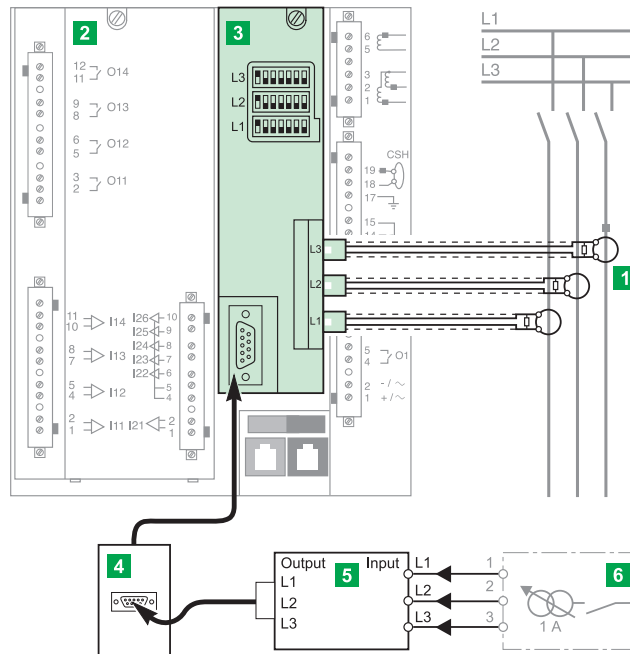 2
3
L1
L2
L3
12
11
O14
9
8
O13
6
5
O12
3
2
O11
L3
L2
L1
6
5
3
2
1
CSH
19
18
17
15
L3
L2
L1
1
11
10
I14
8
7
I13
5
4
I12
2
1
I11
I26
10
I25
9
I24
8
I23
7
I22
6
5
4
I21
2
1
5
4
O1
2
- / ~
1
+ / ~
4
Output
5
Input
L1
L2
L3
L1
1
L2
2
L3
3
6
1 A